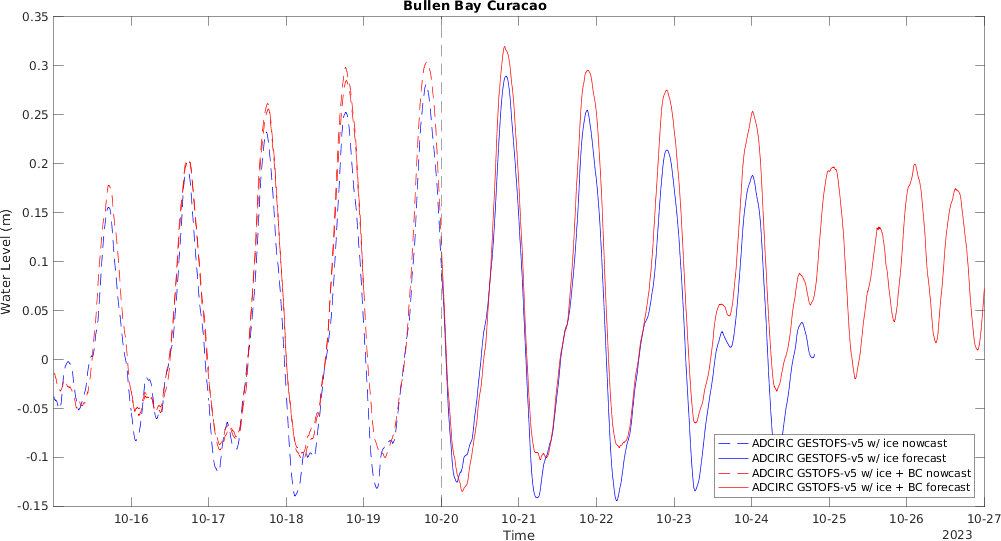 Bullen Bay Curacao
0.35
0.3
0.25
0.2
0.15
0.1
0.05
0
-0.05
-0.1
-0.15
Water Level (m)
10-16 10-17 10-18 10-19 10-20 10-21 10-22 10-23 10-24 10-25 10-26 10-27
Time
2023
ADCIRC GESTOFS-v5 w/ ice nowcast
ADCIRC GESTOFS-v5 w/ ice forecast
ADCIRC GSTOFS-v5 w/ ice + BC nowcast
ADCIRC GSTOFS-v5 w/ ice + BC forecast